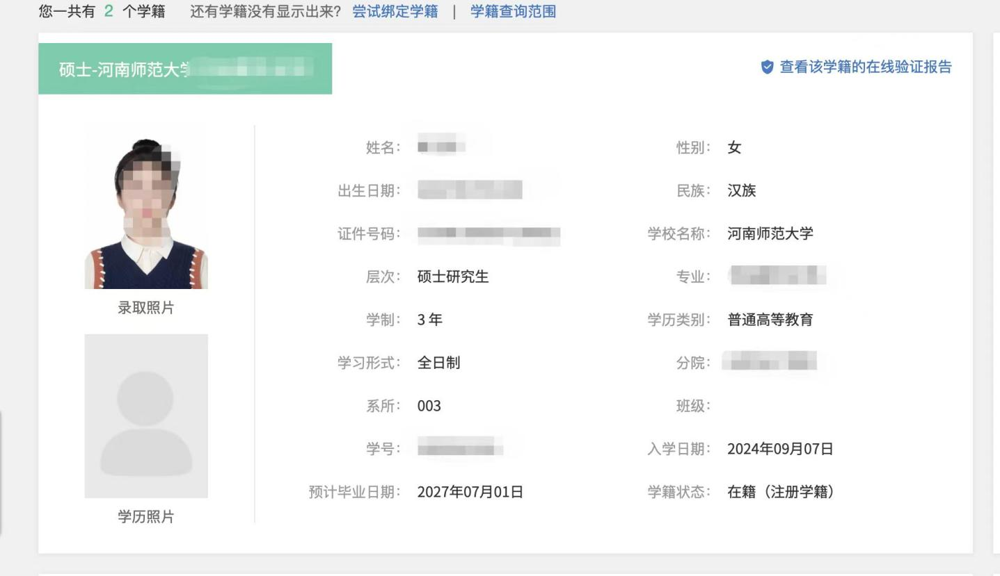 您一共有 2 个学籍 还有学籍没有显示出来? 尝试绑定学籍 | 学籍查询范围
硕士-河南师范大学
查看该学籍的在线验证报告
姓名:
性别: 女
出生日期:
民族: 汉族
证件号码:
学校名称: 河南师范大学
层次: 硕士研究生
专业:
学制: 3 年
学历类别: 普通高等教育
学习形式: 全日制
分院:
系所: 003
班级:
学号:
入学日期: 2024年09月07日
预计毕业日期: 2027年07月01日
学籍状态: 在籍（注册学籍）
录取照片
学历照片